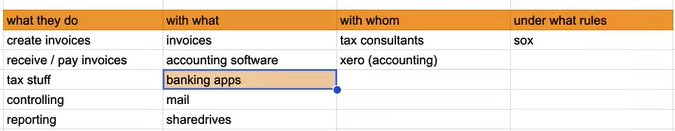 what they do with what with whom under what rules
create invoices invoices tax consultants sox
receive / pay invoices accounting software xero (accounting)
tax stuff banking apps
controlling mail
reporting sharedrives